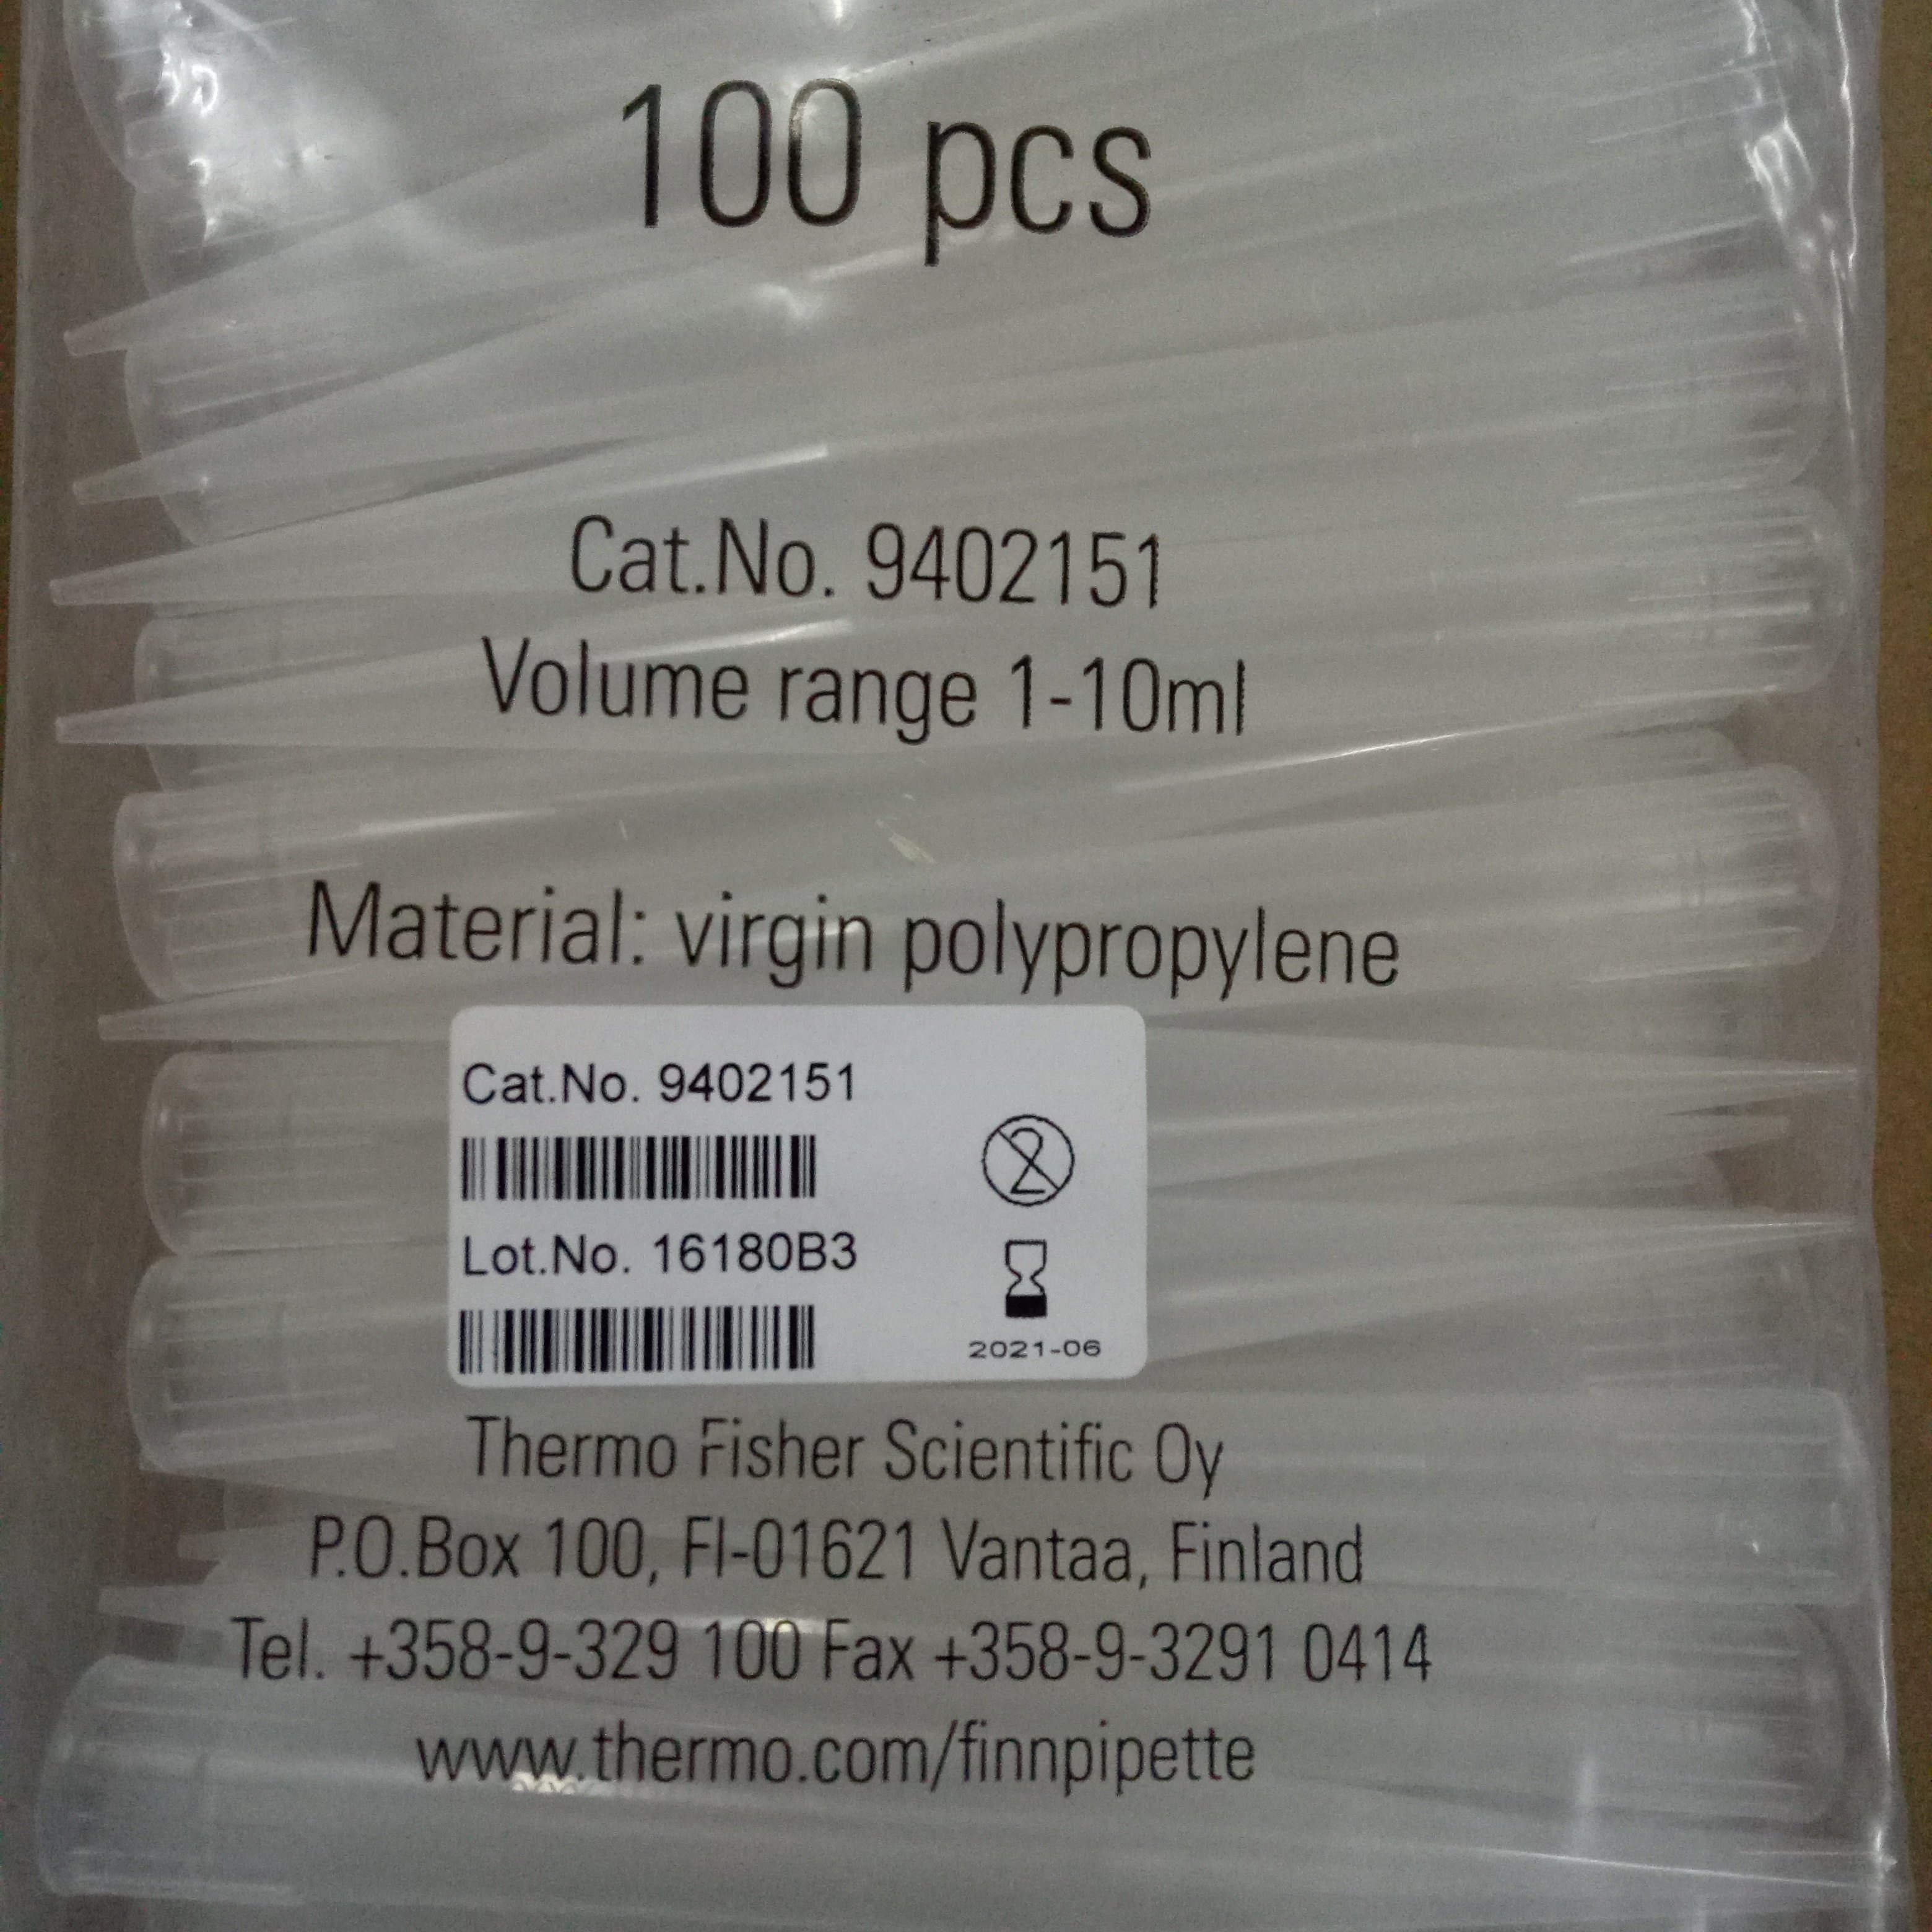 100 pcs
Cat.No. 9402151
Volume range 1-10ml
Material: virgin polypropylene
Cat.No. 9402151
2
Lot.No. 16180B3
2021-06
Thermo Fisher Scientific Oy
P.O.Box 100, FI-01621 Vantaa, Finland
Tel. +358-9-329 100 Fax +358-9-3291 0414
www.thermo.com/finnpipette